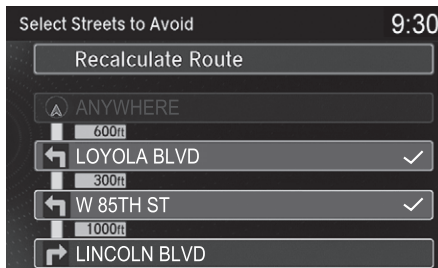 Select Streets to Avoid 9:30
Recalculate Route
ANYWHERE
600ft
LOYOLA BLVD
300ft
W 85TH ST
1000ft
LINCOLN BLVD